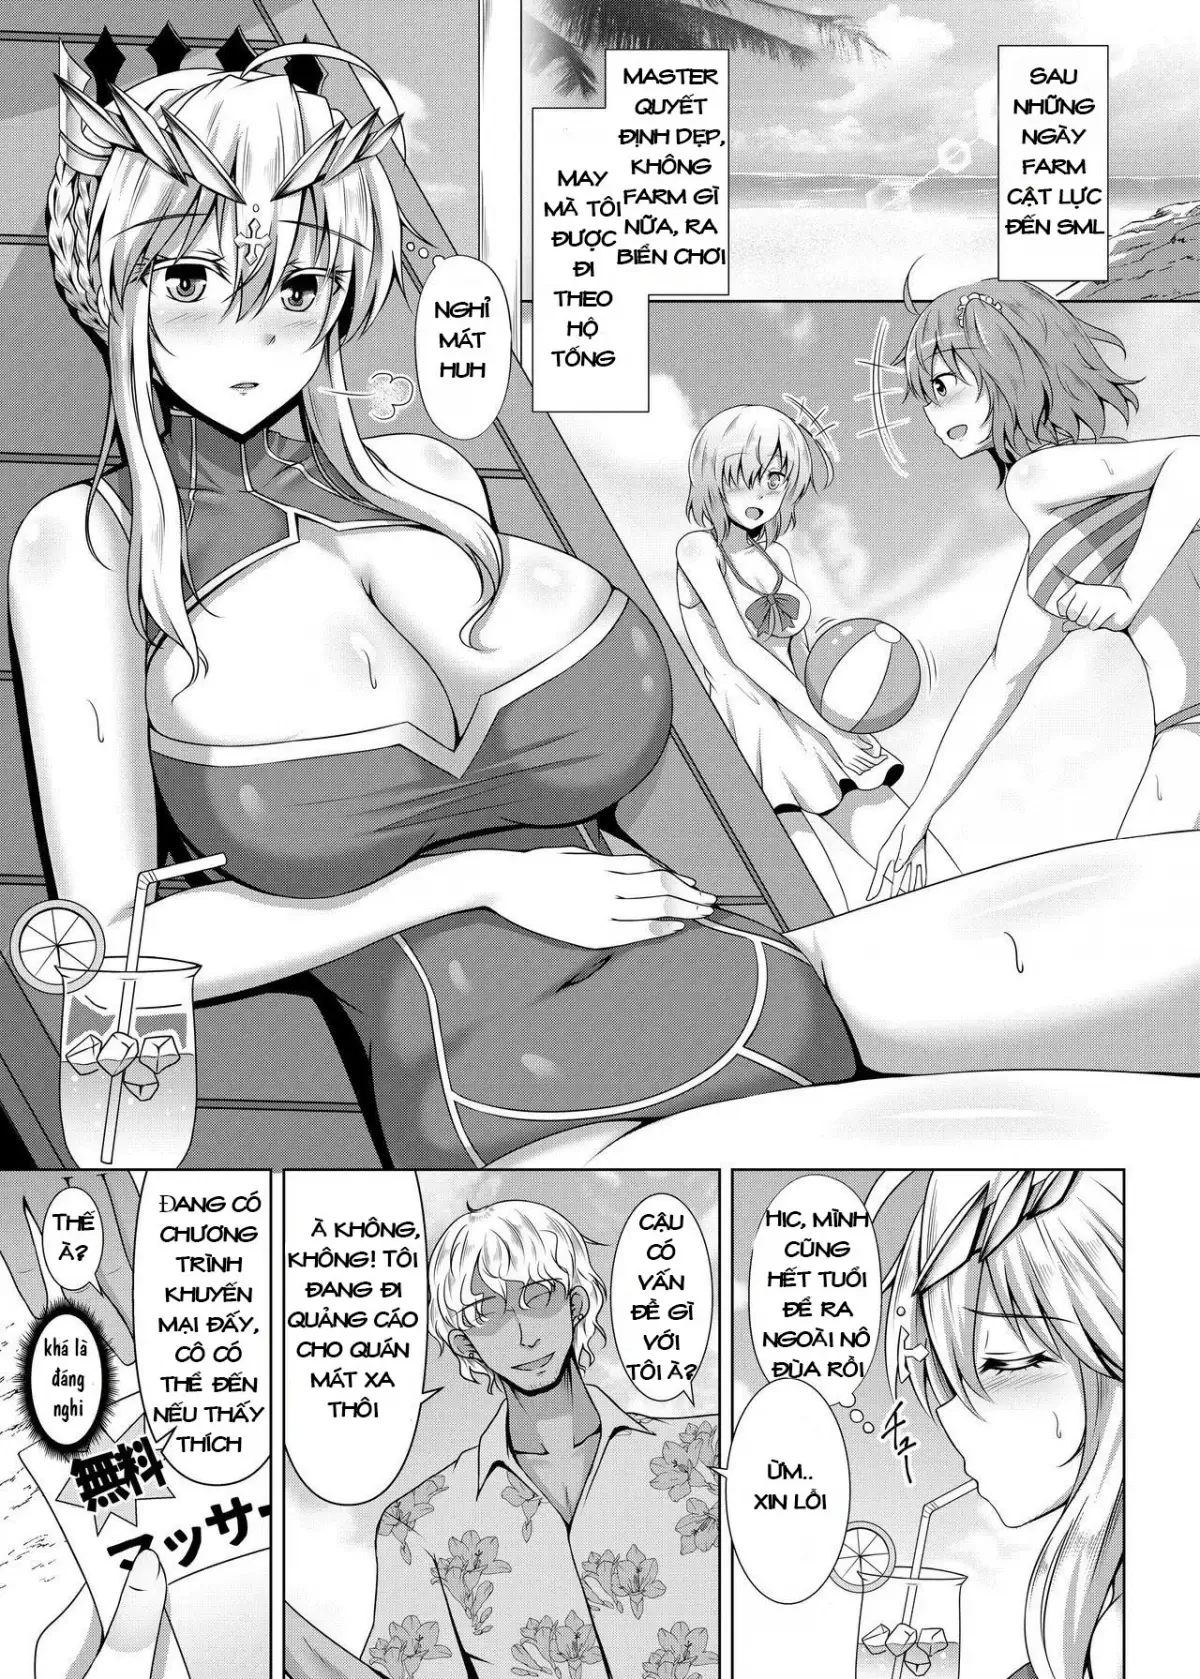 SAU
NHỮNG
NGÀY
FARM
CẬT LỰC
ĐẾN SML
MASTER
QUYẾT
ĐỊNH DẸP,
KHÔNG
FARM GÌ
NỮA, RA
BIỂN CHƠI
MAY
MÀ TÔI
ĐƯỢC
ĐI
THEO
HỘ
TỐNG
NGHỈ
MÁT
HUH
HIC, MÌNH
CŨNG
HẾT TUỔI
ĐỂ RA
NGOÀI NÔ
ĐÙA RỒI
チュー
ỪM..
XIN LỖI
CẬU
CÓ
VẤN
ĐỀ GÌ
VỚI
TÔI À?
À KHÔNG,
KHÔNG! TÔI
ĐANG ĐI
QUẢNG CÁO
CHO QUÁN
MÁT XA
THÔI
ĐANG CÓ
CHƯƠNG
TRÌNH
KHUYẾN
MẠI ĐẤY,
CÔ CÓ
THỂ ĐẾN
NẾU THẤY
THÍCH
THẾ
À?
khá là
đáng
nghi
無料
マッサー